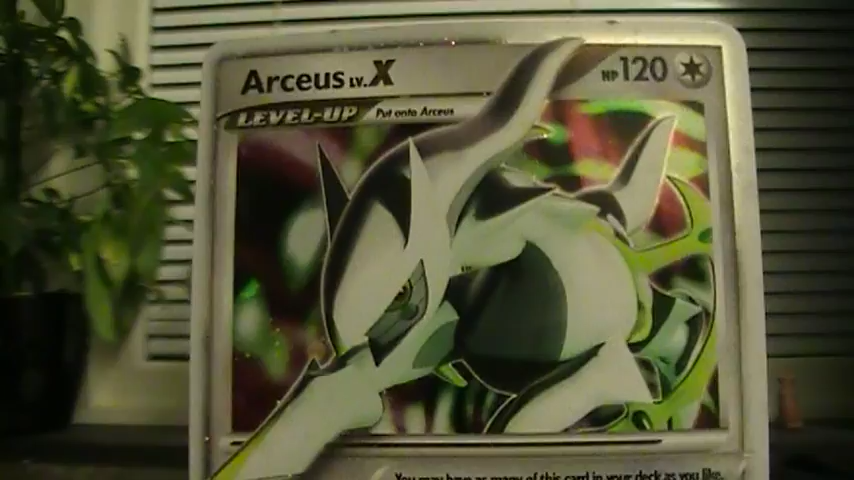 Arceus LV.X HP 120
LEVEL-UP Put onto Arceus
You may have as many of this card in your deck as you like.